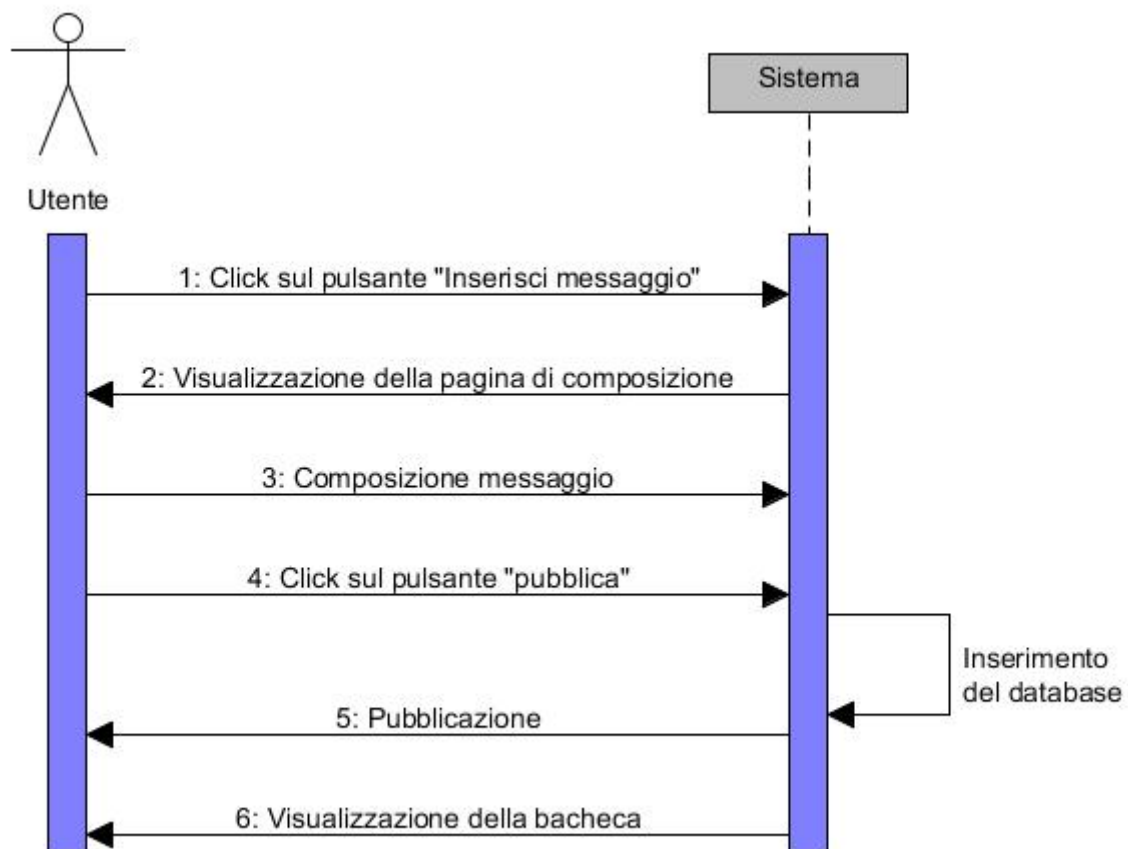 Sistema
Utente
1: Click sul pulsante "Inserisci messaggio"
2: Visualizzazione della pagina di composizione
3: Composizione messaggio
4: Click sul pulsante "pubblica"
Inserimento
del database
5: Pubblicazione
6: Visualizzazione della bacheca